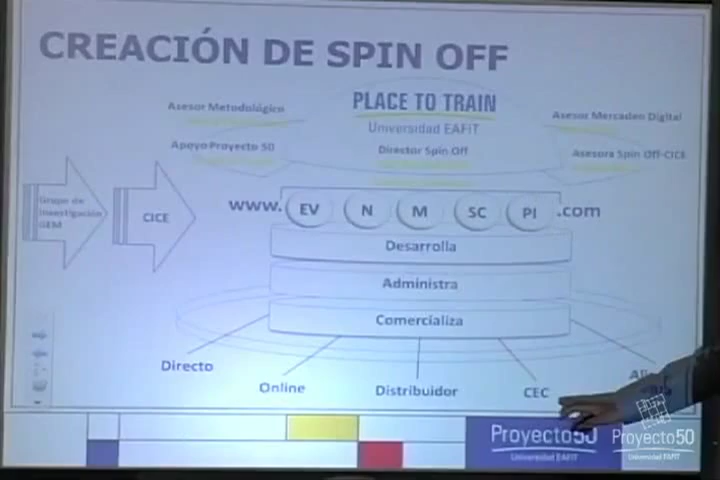 CREACIÓN DE SPIN OFF
Asesor Metodológico
PLACE TO TRAIN
Universidad EAFIT
Asesor Mercadeo Digital
Apoyo Proyecto 50
Director Spin Off
Asesora Spin Off-CICE
Grupo de
Investigación
GEM
CICE
www. EV N M SC PI .com
Desarrolla
Administra
Comercializa
Directo
Online
Distribuidor
CEC
Proyecto50
Universidad EAFIT
Proyecto50
Universidad EAFIT